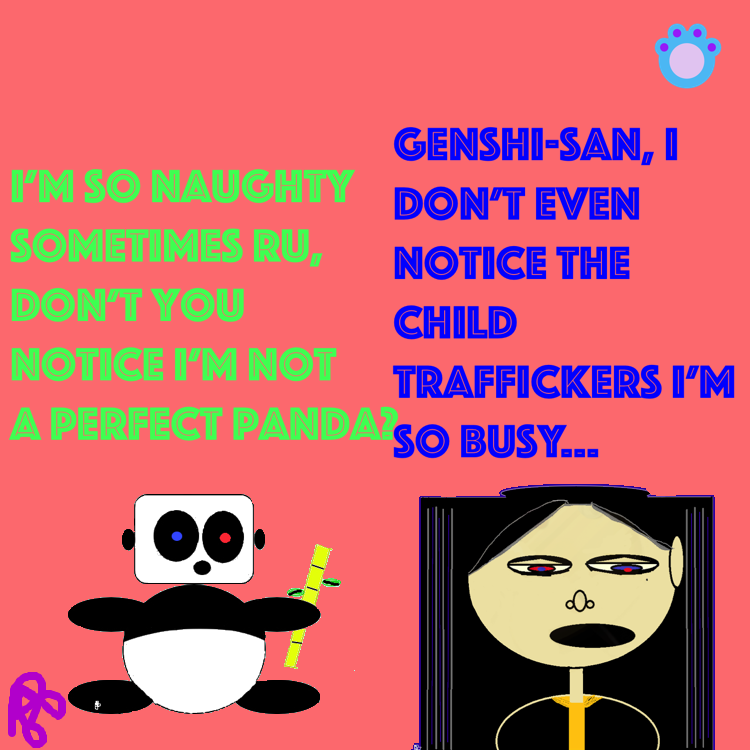 I'M SO NAUGHTY
SOMETIMES RU,
DON'T YOU
NOTICE I'M NOT
A PERFECT PANDA?
GENSHI-SAN, I
DON'T EVEN
NOTICE THE
CHILD
TRAFFICKERS I'M
SO BUSY...